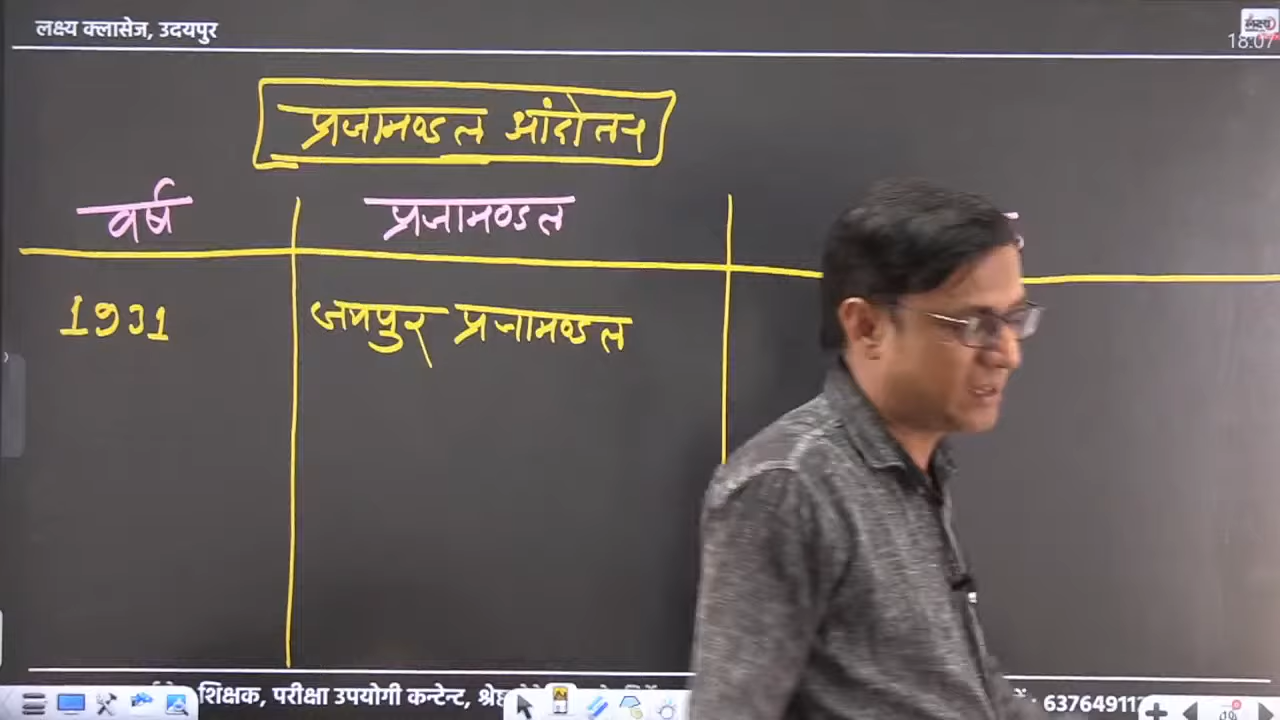 लक्ष्य क्लासेज, उदयपुर
18:07
प्रजामण्डल आंदोलन
वर्ष
प्रजामण्डल
1931
जयपुर प्रजामण्डल
शिक्षक, परीक्षा उपयोगी कन्टेन्ट,